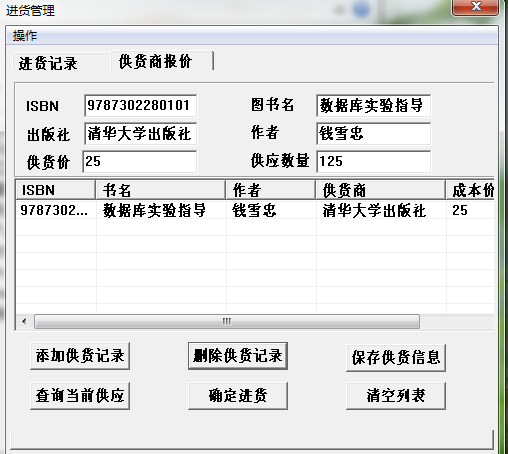 进货管理
操作
进货记录 供货商报价
ISBN 9787302280101 图书名 数据库实验指导
出版社 清华大学出版社 作者 钱雪忠
供货价 25 供应数量 125
ISBN 书名 作者 供货商 成本价
9787302... 数据库实验指导 钱雪忠 清华大学出版社 25
添加供货记录 删除供货记录 保存供货信息
查询当前供应 确定进货 清空列表